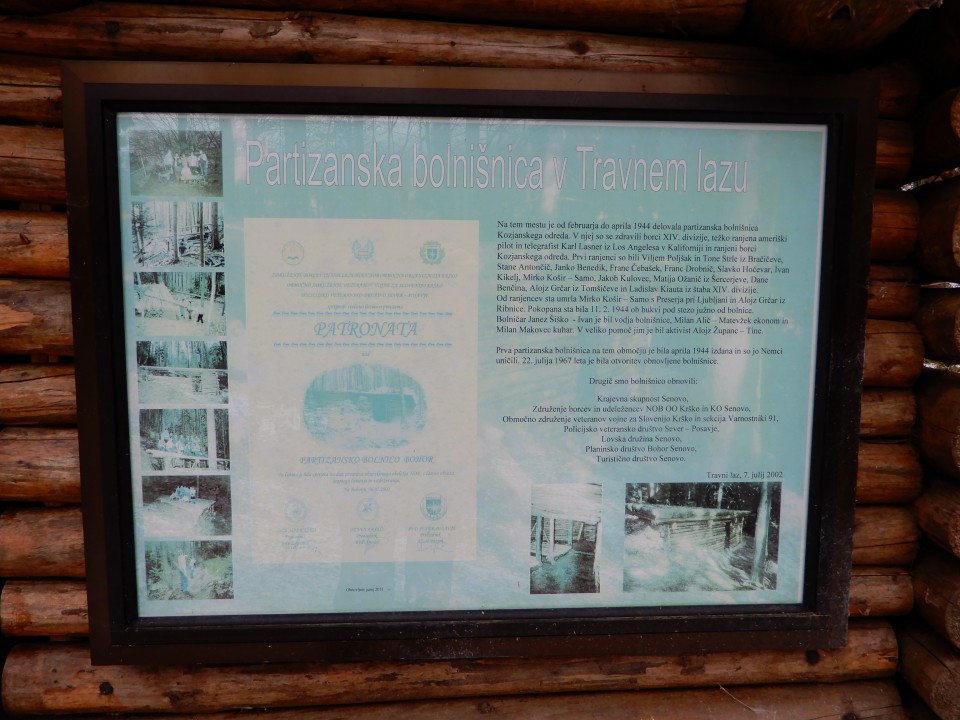 Partizanska bolnišnica v Travnem lazu
Na tem mestu je od februarja do aprila 1944 delovala partizanska bolnišnica
Kozjanskega odreda. V njej so se zdravili borci XIV. divizije, težko ranjena ameriški
pilot in telegrafist Karl Lasner iz Los Angelesa v Kaliforniji in ranjeni borci
Kozjanskega odreda. Prvi ranjenci so bili Viljem Poljšak in Tone Strle iz Bračičeve,
Stane Antončič, Janko Benedik, Franc Čebašek, Franc Drobnič, Slavko Hočevar, Ivan
Kikelj, Mirko Košir – Samo, Jakob Kulovec, Matija Ožanič iz Šercerjeve, Dane
Benčina, Alojz Grčar iz Tomšičeve in Ladislav Kiauta iz štaba XIV. divizije.
Od ranjencev sta umrla Mirko Košir – Samo s Preserja pri Ljubljani in Alojz Grčar iz
Ribnice. Pokopana sta bila 11. 2. 1944 ob bukvi pod stezo južno od bolnice.
Bolničar Janez Šiško - Ivan je bil vodja bolnišnice, Milan Alič – Matevžek ekonom in
Milan Makovec kuhar. V veliko pomoč jim je bil aktivist Alojz Županc – Tine.
Prva partizanska bolnišnica na tem območju je bila aprila 1944 izdana in so jo Nemci
uničili. 22. julija 1967 leta je bila otvoritev obnovljene bolnišnice.
Drugič smo bolnišnico obnovili:
Krajevna skupnost Senovo,
Združenje borcev in udeležencev NOB OO Krško in KO Senovo,
Območno združenje veteranov vojne za Slovenijo Krško in sekcija Varnostniki 91,
Policijsko veteransko društvo Sever – Posavje,
Lovska družina Senovo,
Planinsko društvo Bohor Senovo,
Turistično društvo Senovo.
Travni laz, 7. julij 2002
PATRONATA
nad
PARTIZANSKO BOLNICO BOHOR